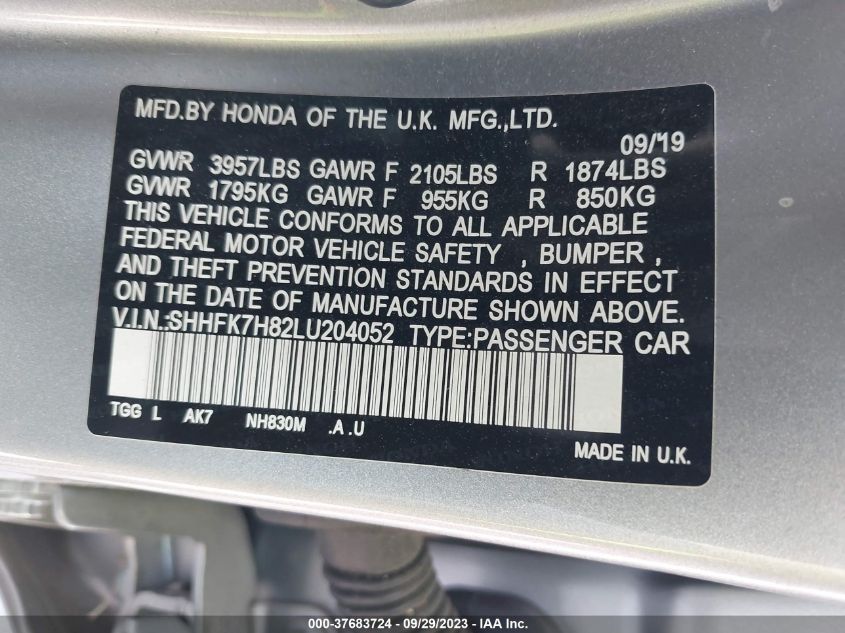 MFD.BY HONDA OF THE U.K. MFG.,LTD.
09/19
GVWR 3957LBS GAWR F 2105LBS R 1874LBS
GVWR 1795KG GAWR F 955KG R 850KG
THIS VEHICLE CONFORMS TO ALL APPLICABLE
FEDERAL MOTOR VEHICLE SAFETY , BUMPER ,
AND THEFT PREVENTION STANDARDS IN EFFECT
ON THE DATE OF MANUFACTURE SHOWN ABOVE.
V.I.N.:SHHFK7H82LU204052 TYPE:PASSENGER CAR
TGG L AK7 NH830M .A .U
MADE IN U.K.
000-37683724 - 09/29/2023 - IAA Inc.